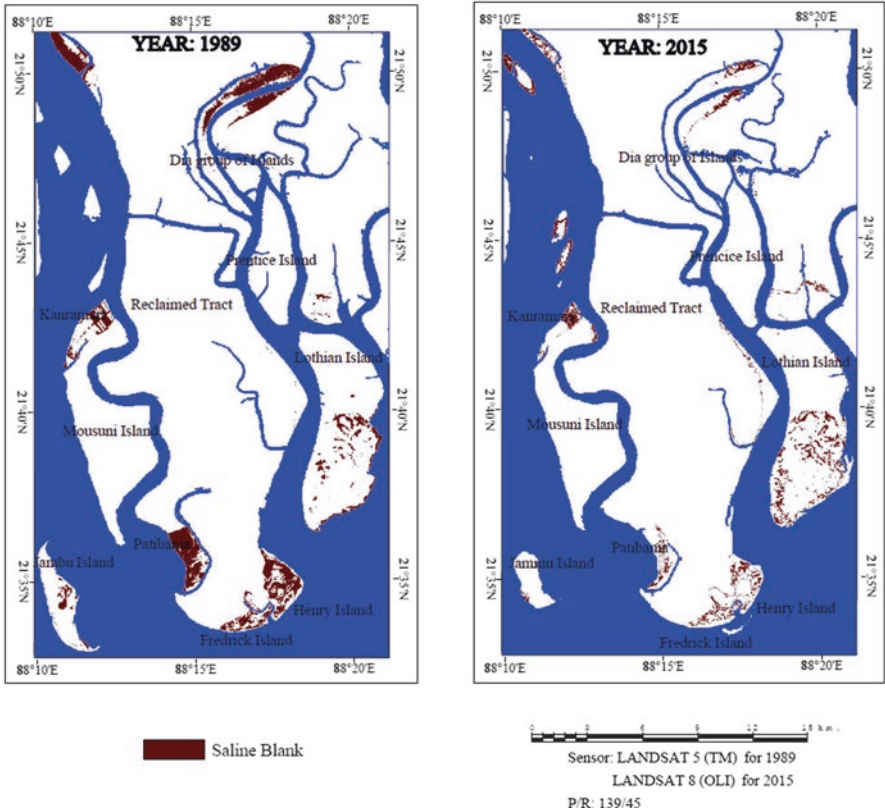 88°10'E 88°15'E 88°20'E
YEAR: 1989
21°50'N 21°50'N
Dia group of Islands
21°45'N 21°45'N
Prentice Island
Kanramari Reclaimed Tract
Lothian Island
21°40'N 21°40'N
Mousuni Island
Patibania
Jambu Island
21°35'N 21°35'N
Henry Island
Fredrick Island
88°10'E 88°15'E 88°20'E
88°10'E 88°15'E 88°20'E
YEAR: 2015
21°50'N 21°50'N
Dia group of Islands
21°45'N 21°45'N
Prencice Island
Kanramari Reclaimed Tract
Lothian Island
21°40'N 21°40'N
Mousuni Island
Patibania
Jammu Island
21°35'N 21°35'N
Henry Island
Fredrick Island
88°10'E 88°15'E 88°20'E
Saline Blank
0 3 6 9 12 15 km.
Sensor: LANDSAT 5 (TM) for 1989
LANDSAT 8 (OLI) for 2015
P/R: 139/45